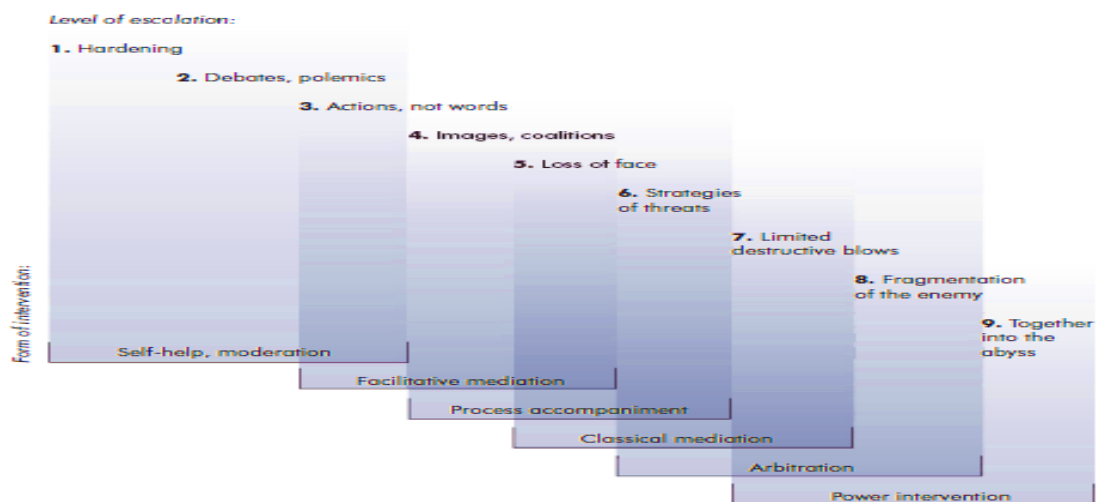 Level of escalation:
1. Hardening
2. Debates, polemics
3. Actions, not words
4. Images, coalitions
5. Loss of face
6. Strategies
of threats
7. Limited
destructive blows
8. Fragmentation
of the enemy
9. Together
into the
abyss
Form of intervention:
Self-help, moderation
Facilitative mediation
Process accompaniment
Classical mediation
Arbitration
Power intervention